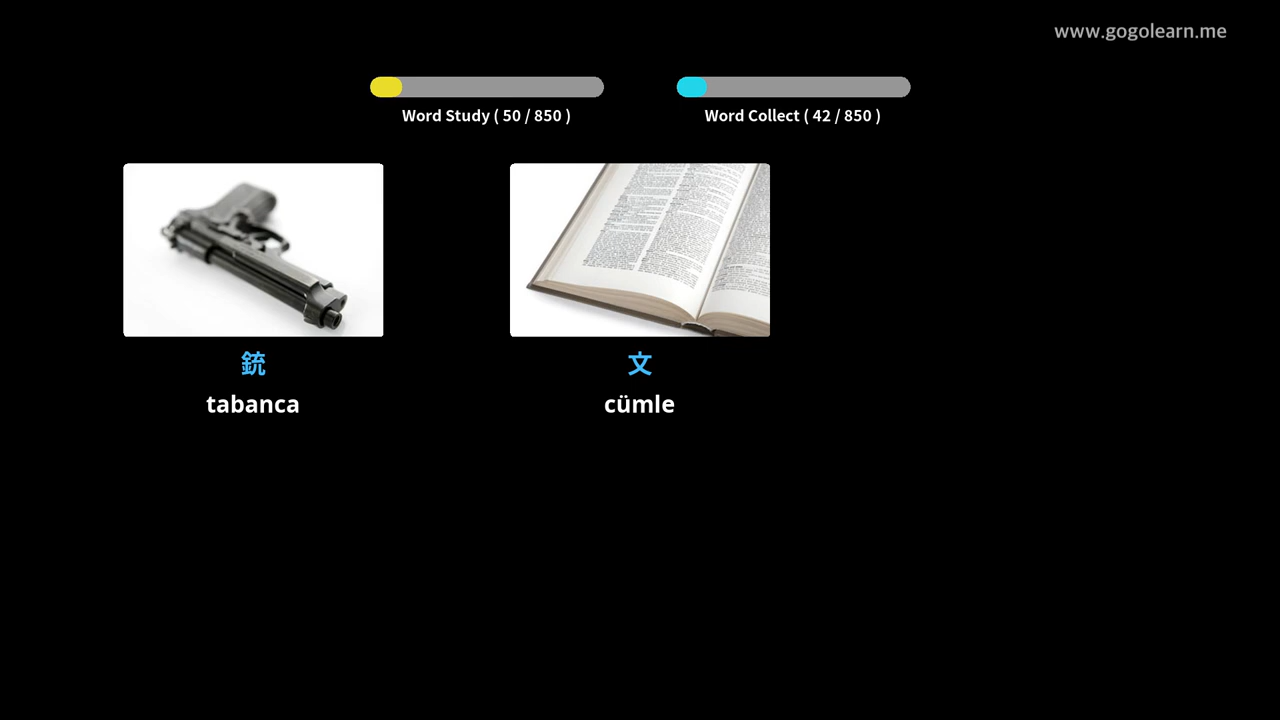 www.gogolearn.me
Word Study ( 50 / 850 )
Word Collect ( 42 / 850 )
銃
tabanca
文
cümle